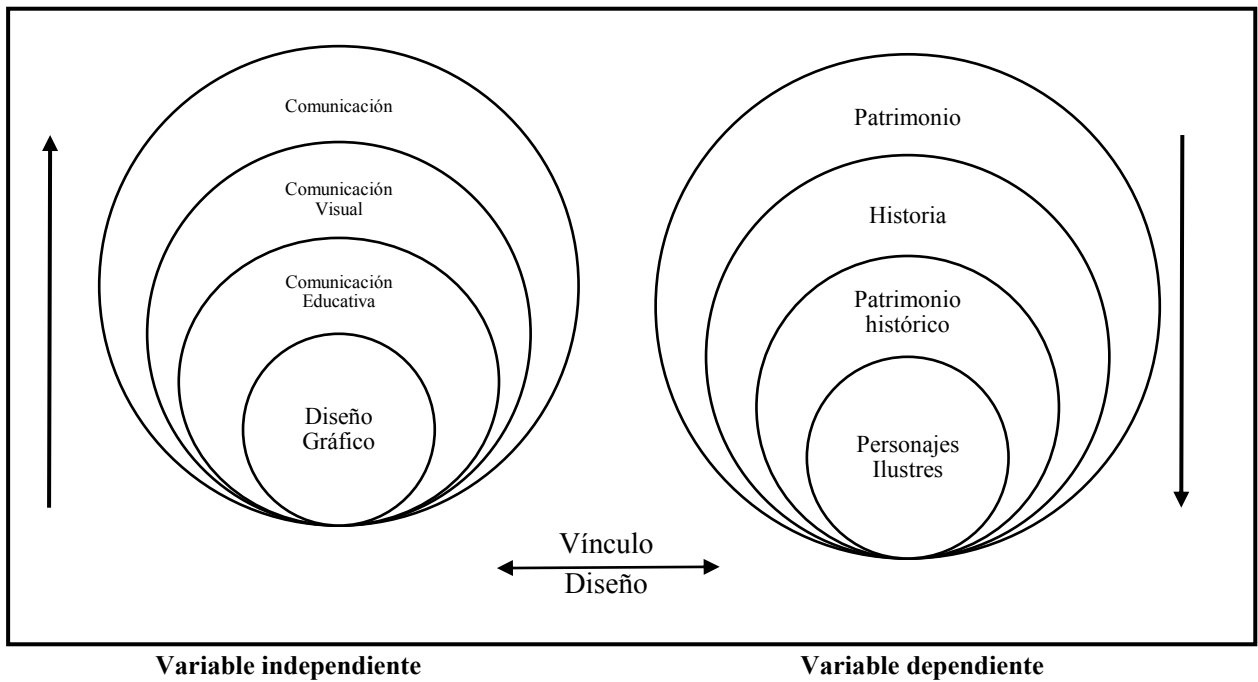 Comunicación
Comunicación
Visual
Comunicación
Educativa
Diseño
Gráfico
Patrimonio
Historia
Patrimonio
histórico
Personajes
Ilustres
Vínculo
Diseño
Variable independiente
Variable dependiente